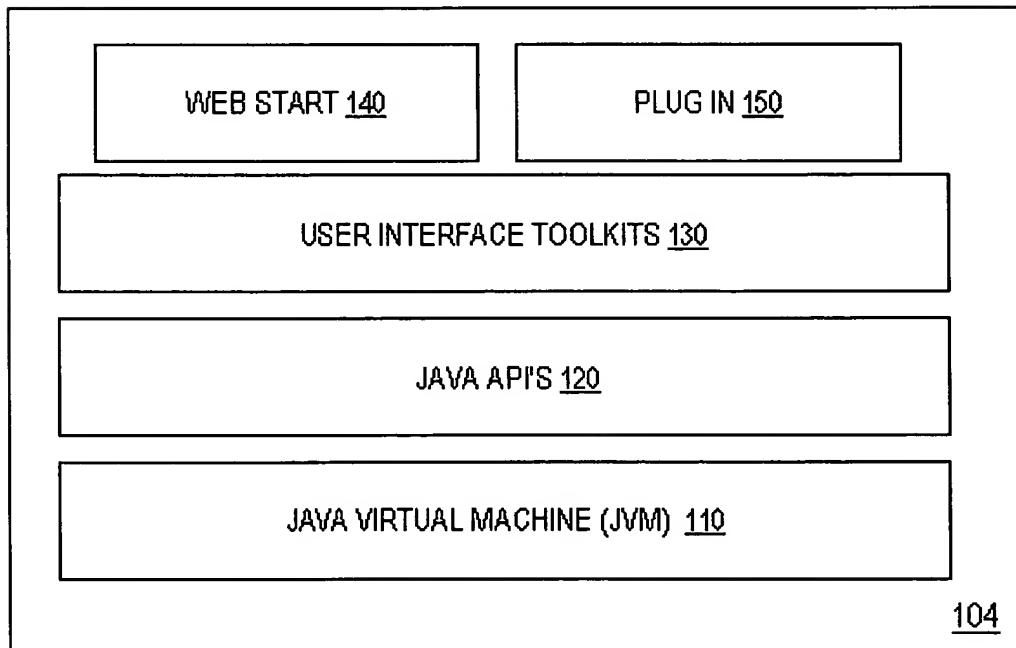 WEB START 140
PLUG IN 150
USER INTERFACE TOOLKITS 130
JAVA API'S 120
JAVA VIRTUAL MACHINE (JVM) 110
104